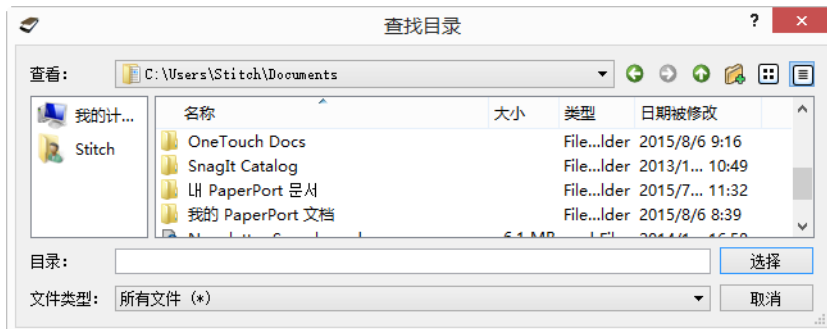 查找目录 ?
查看: C:\Users\Stitch\Documents
我的计... 名称 大小 类型 日期被修改
Stitch OneTouch Docs File...lder 2015/8/6 9:16
SnagIt Catalog File...lder 2013/1... 10:49
내 PaperPort 문서 File...lder 2015/7... 11:32
我的 PaperPort 文档 File...lder 2015/8/6 8:39
目录: 选择
文件类型: 所有文件 (*) 取消